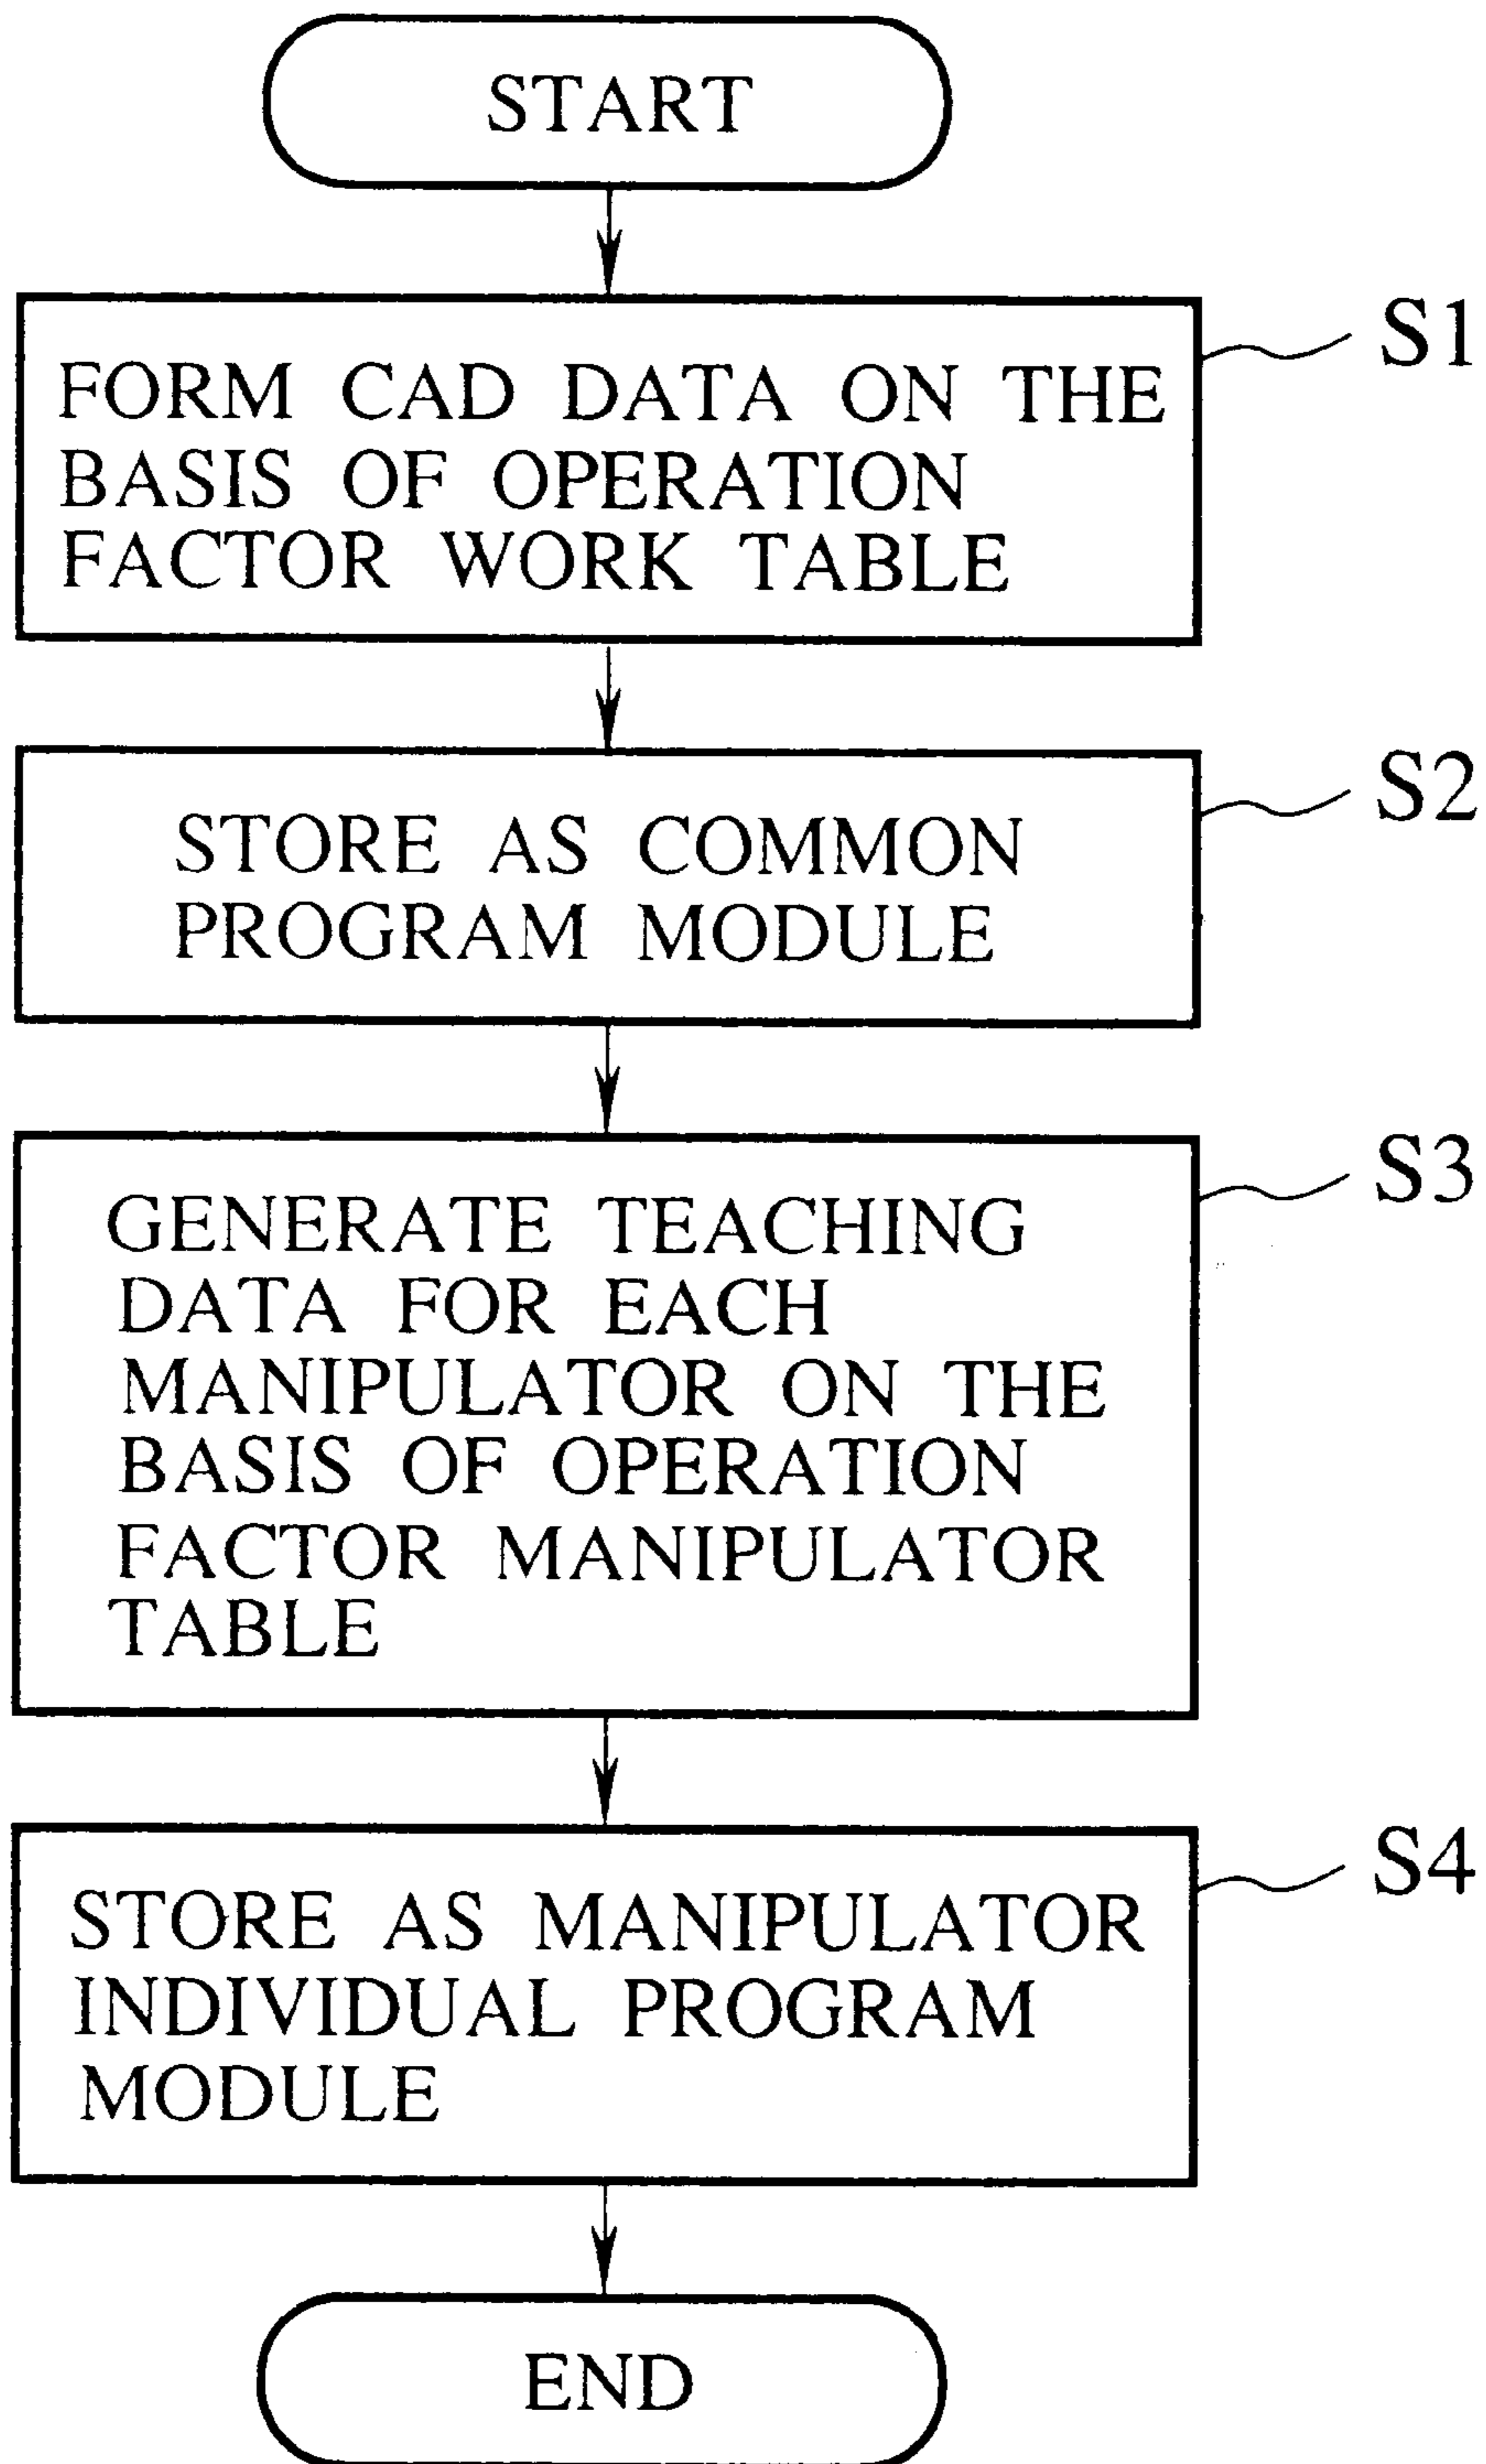 START
FORM CAD DATA ON THE
BASIS OF OPERATION
FACTOR WORK TABLE
S1
STORE AS COMMON
PROGRAM MODULE
S2
GENERATE TEACHING
DATA FOR EACH
MANIPULATOR ON THE
BASIS OF OPERATION
FACTOR MANIPULATOR
TABLE
S3
STORE AS MANIPULATOR
INDIVIDUAL PROGRAM
MODULE
S4
END